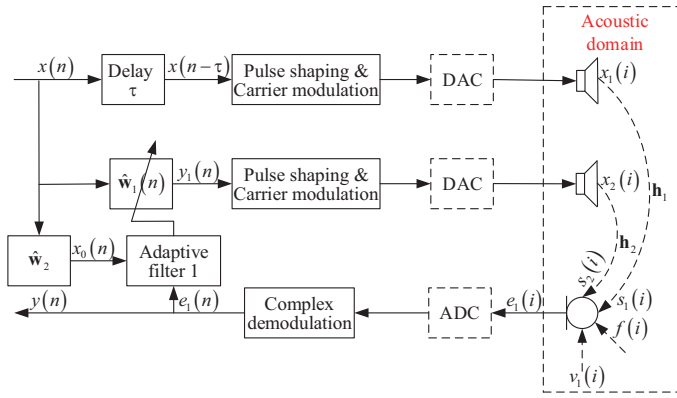 Acoustic
domain
x(n)
Delay
τ
x(n−τ)
Pulse shaping &
Carrier modulation
DAC
x₁(i)
ŵ₁(n)
y₁(n)
Pulse shaping &
Carrier modulation
DAC
x₂(i)
h₁
h₂
ŵ₂
x₀(n)
Adaptive
filter 1
s₂(i)
y(n)
e₁(n)
Complex
demodulation
ADC
e₁(i)
s₁(i)
f(i)
v₁(i)